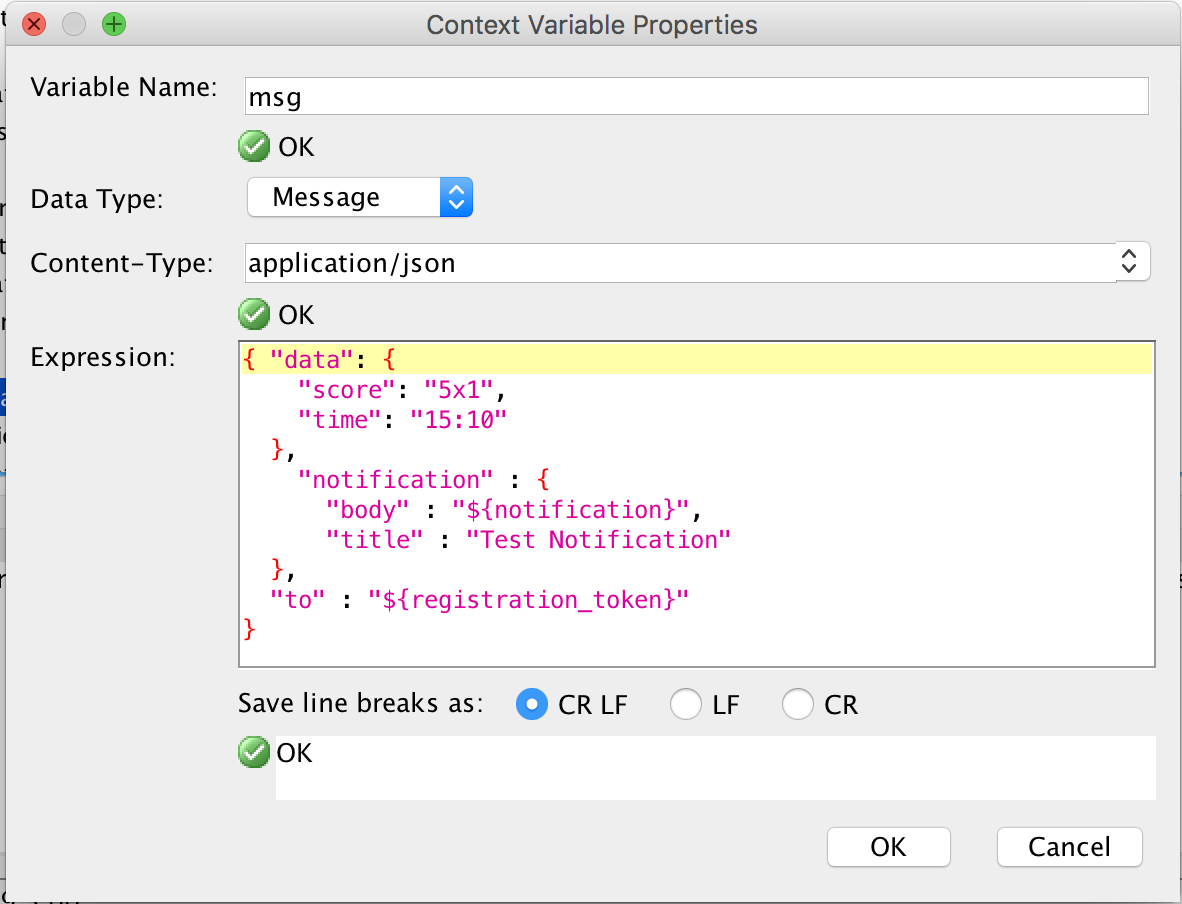 Context Variable Properties
Variable Name: msg
OK
Data Type: Message
Content-Type: application/json
OK
Expression:
{ "data": {
"score": "5x1",
"time": "15:10"
},
"notification" : {
"body" : "${notification}",
"title" : "Test Notification"
},
"to" : "${registration_token}"
}
Save line breaks as: CR LF LF CR
OK
OK Cancel